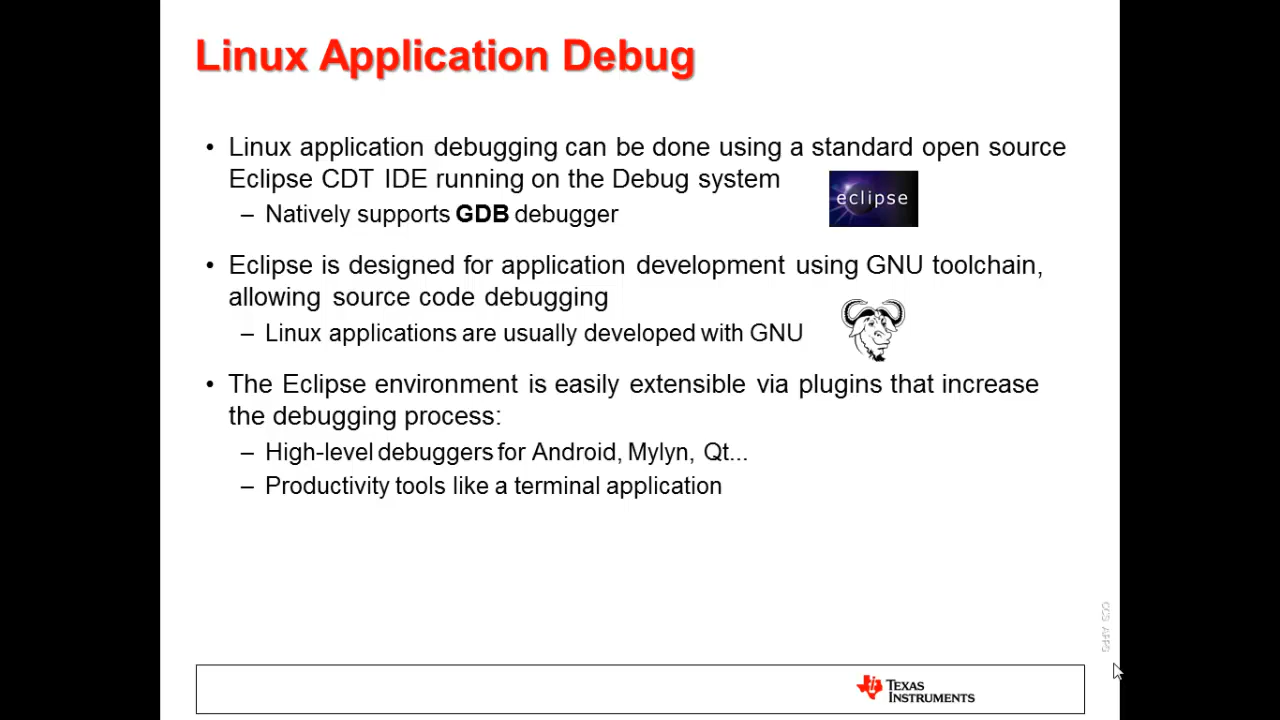 Linux Application Debug
• Linux application debugging can be done using a standard open source
Eclipse CDT IDE running on the Debug system
eclipse
– Natively supports GDB debugger
• Eclipse is designed for application development using GNU toolchain,
allowing source code debugging
– Linux applications are usually developed with GNU
• The Eclipse environment is easily extensible via plugins that increase
the debugging process:
– High-level debuggers for Android, Mylyn, Qt...
– Productivity tools like a terminal application
CCS APPS
TEXAS
INSTRUMENTS